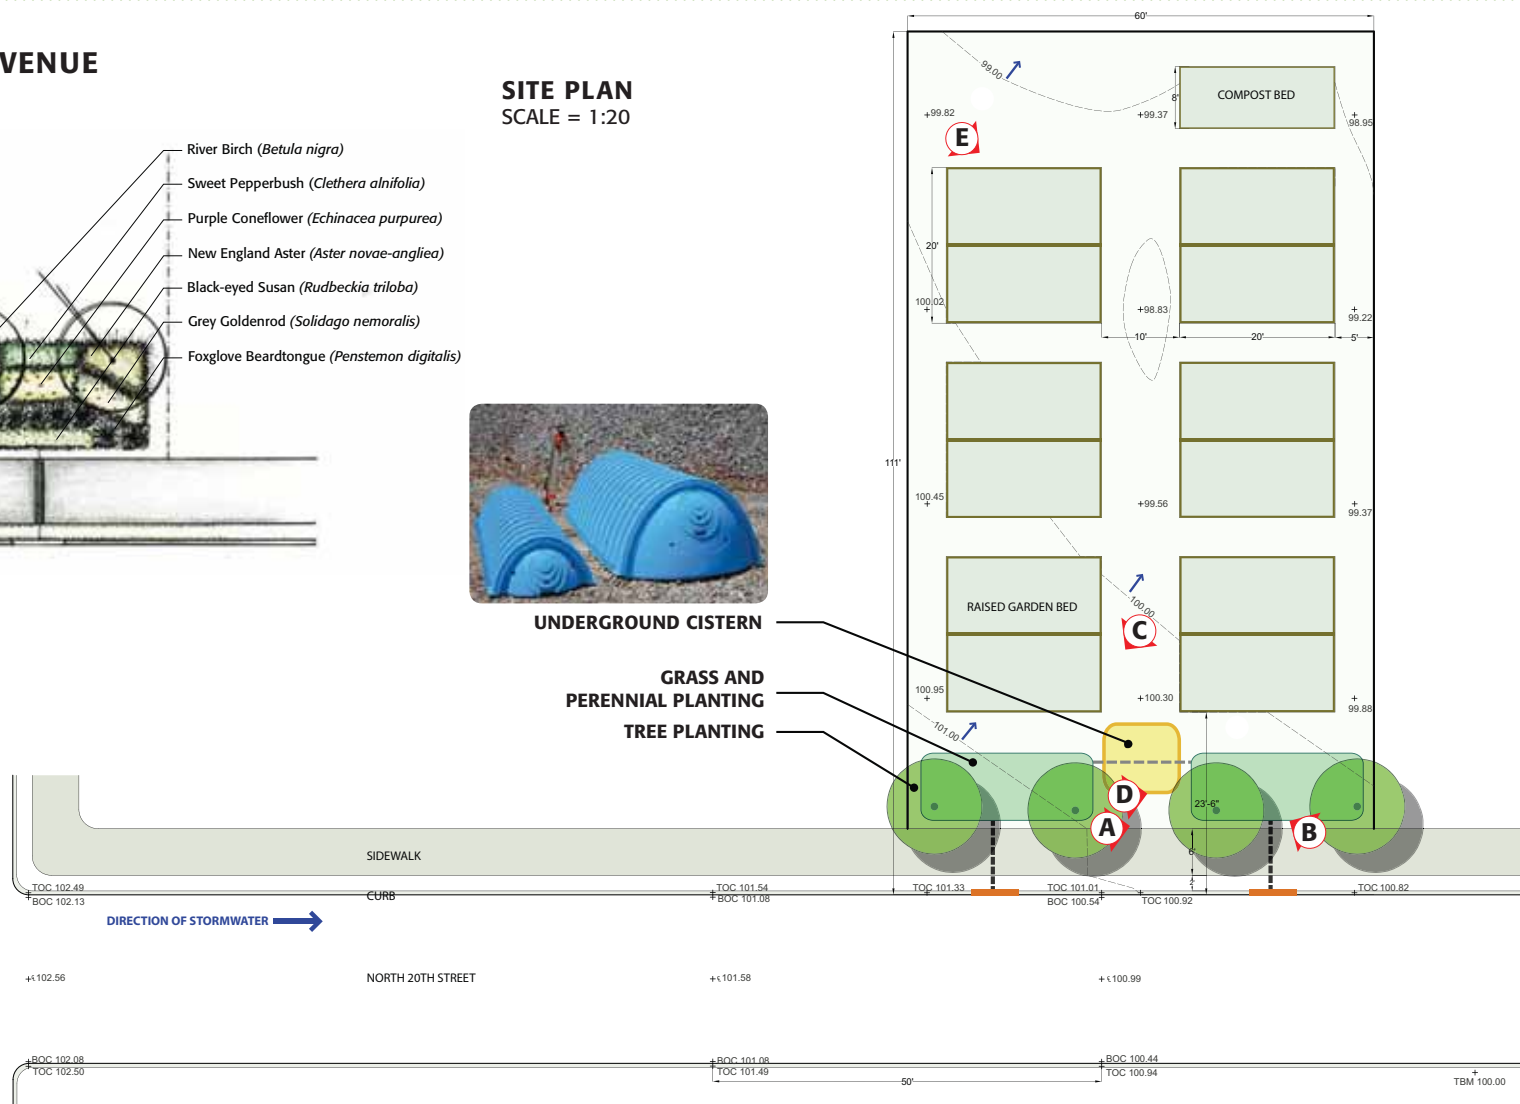 VENUE
SITE PLAN
SCALE = 1:20
River Birch (Betula nigra)
Sweet Pepperbush (Clethera alnifolia)
Purple Coneflower (Echinacea purpurea)
New England Aster (Aster novae-angliea)
Black-eyed Susan (Rudbeckia triloba)
Grey Goldenrod (Solidago nemoralis)
Foxglove Beardtongue (Penstemon digitalis)
UNDERGROUND CISTERN
GRASS AND
PERENNIAL PLANTING
TREE PLANTING
60'
99.00
COMPOST BED
8'
99.82
99.37
98.95
E
20'
100.02
98.83
99.22
10'
20'
5'
111'
100.45
99.56
99.37
RAISED GARDEN BED
100.00
C
100.95
100.30
99.88
101.00
D
23'-6"
A
B
6'
2'
SIDEWALK
TOC 102.49
BOC 102.13
CURB
TOC 101.54
BOC 101.08
TOC 101.33
TOC 101.01
BOC 100.54
TOC 100.92
TOC 100.82
DIRECTION OF STORMWATER
102.56
NORTH 20TH STREET
101.58
100.99
BOC 102.08
TOC 102.50
BOC 101.08
TOC 101.49
BOC 100.44
TOC 100.94
50'
TBM 100.00